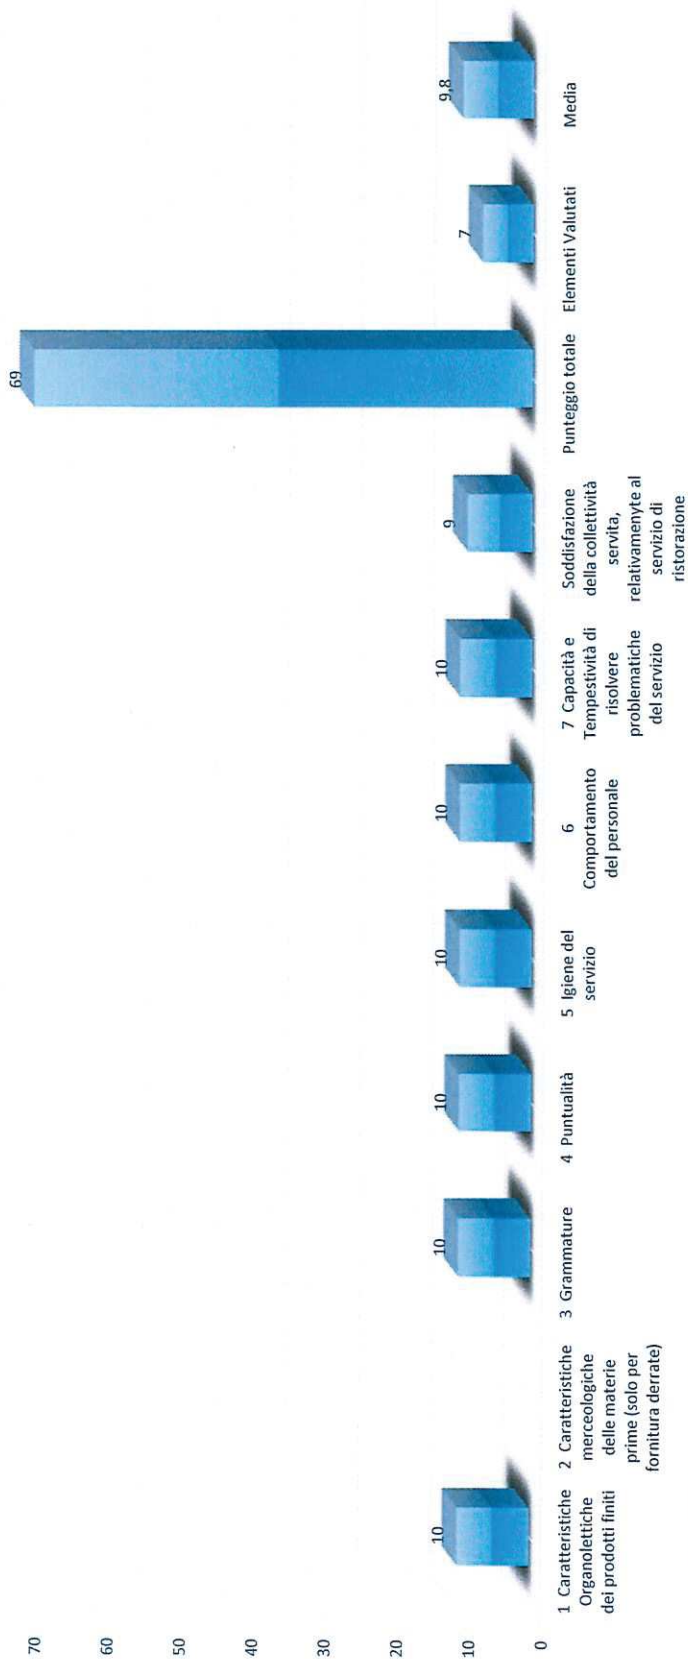 70
60
50
40
30
20
10
0
10
10
10
10
10
10
9
69
7
9,8
1 Caratteristiche
Organolettiche
dei prodotti finiti
2 Caratteristiche
merceologiche
delle materie
prime (solo per
fornitura derrate)
3 Grammature
4 Puntualità
5 Igiene del
servizio
6
Comportamento
del personale
7 Capacità e
Tempestività di
risolvere
problematiche
del servizio
Soddisfazione
della collettività
servita,
relativamenyte al
servizio di
ristorazione
Punteggio totale
Elementi Valutati
Media